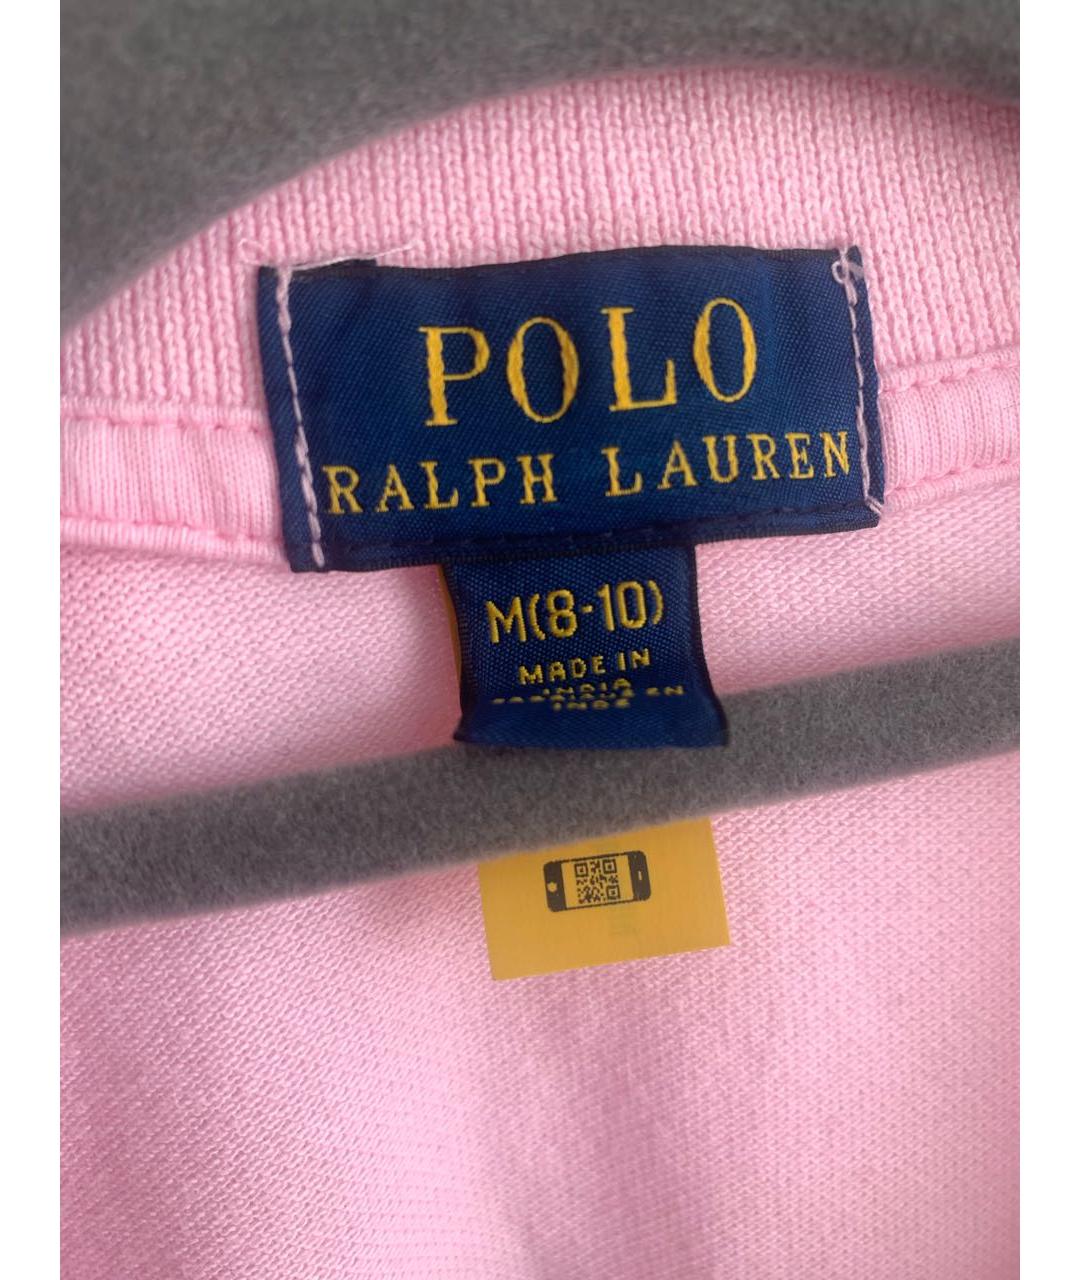 POLO
RALPH LAUREN
M(8-10)
MADE IN
INDIA